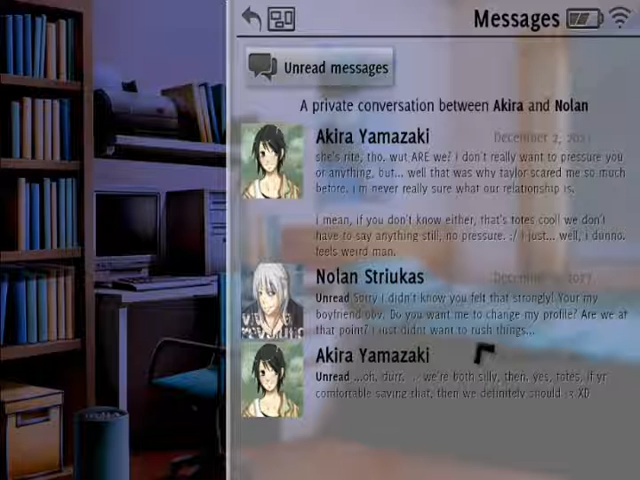 Messages
Unread messages
A private conversation between Akira and Nolan
Akira Yamazaki
December 2, 2027
she's rite, tho. wut ARE we? i don't really want to pressure you
or anything, but... well that was why taylor scared me so much
before. i'm never really sure what our relationship is.
i mean, if you don't know either, that's totes cool! we don't
have to say anything still, no pressure. :/ i just... well, i dunno.
feels weird man.
Nolan Striukas
Unread Sorry I didn't know you felt that strongly! Your my
boyfriend obv. Do you want me to change my profile? Are we at
that point? I just didnt want to rush things...
Akira Yamazaki
Unread ...oh. durr. we're both silly, then. yes, totes, if yr
comfortable saying that, then we definitely should XD